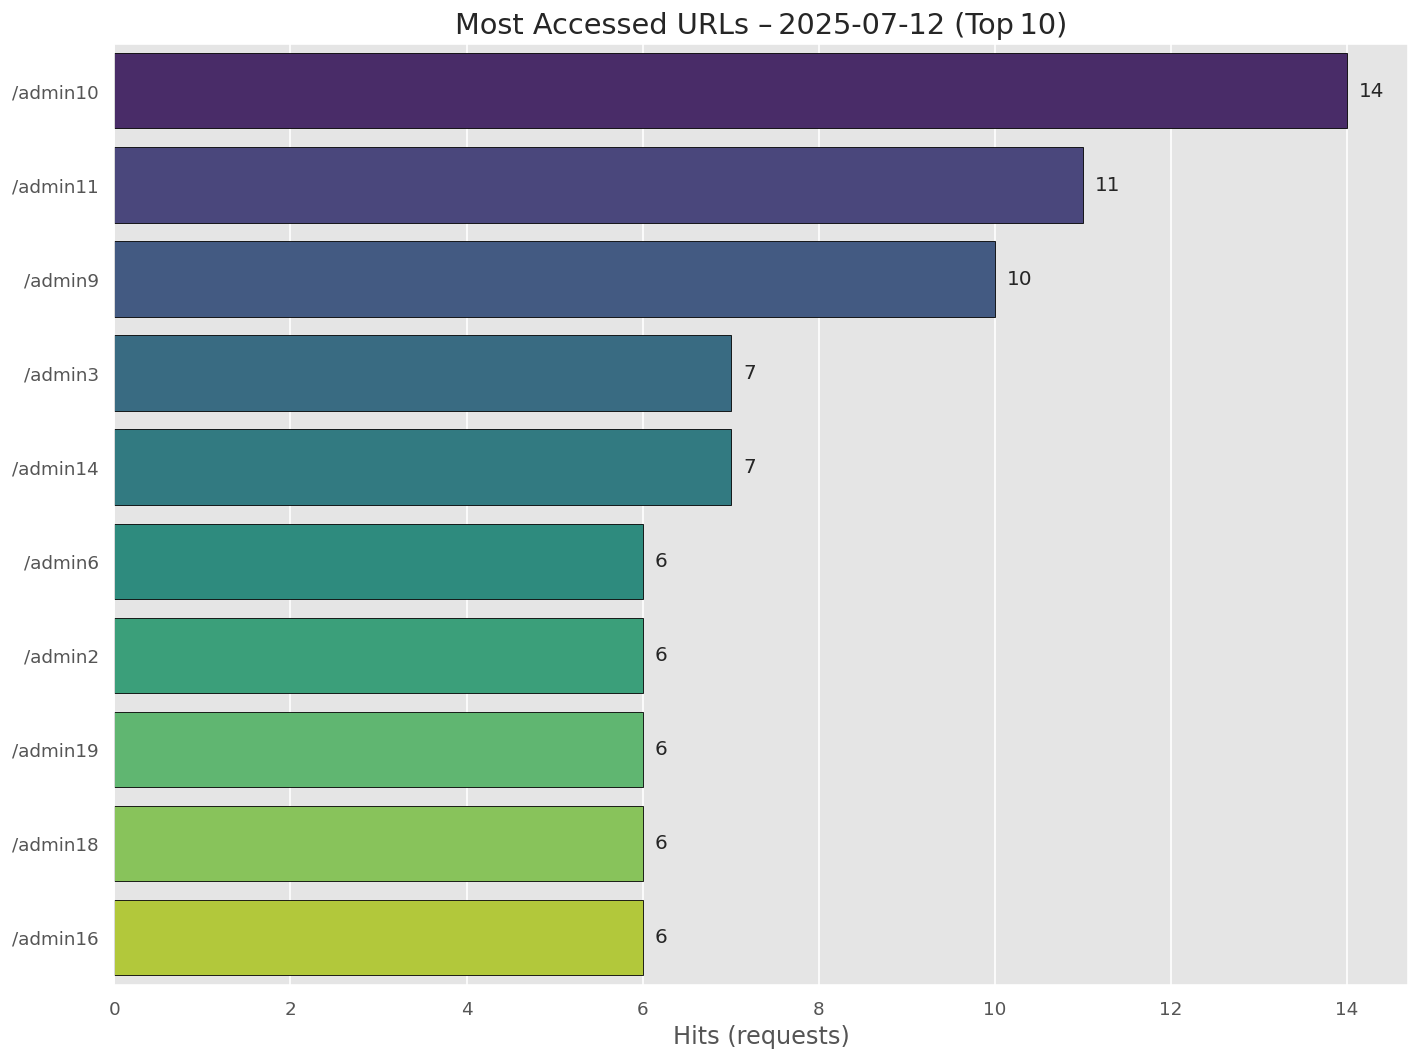 Most Accessed URLs – 2025-07-12 (Top 10)
/admin10 14
/admin11 11
/admin9 10
/admin3 7
/admin14 7
/admin6 6
/admin2 6
/admin19 6
/admin18 6
/admin16 6
0 2 4 6 8 10 12 14
Hits (requests)